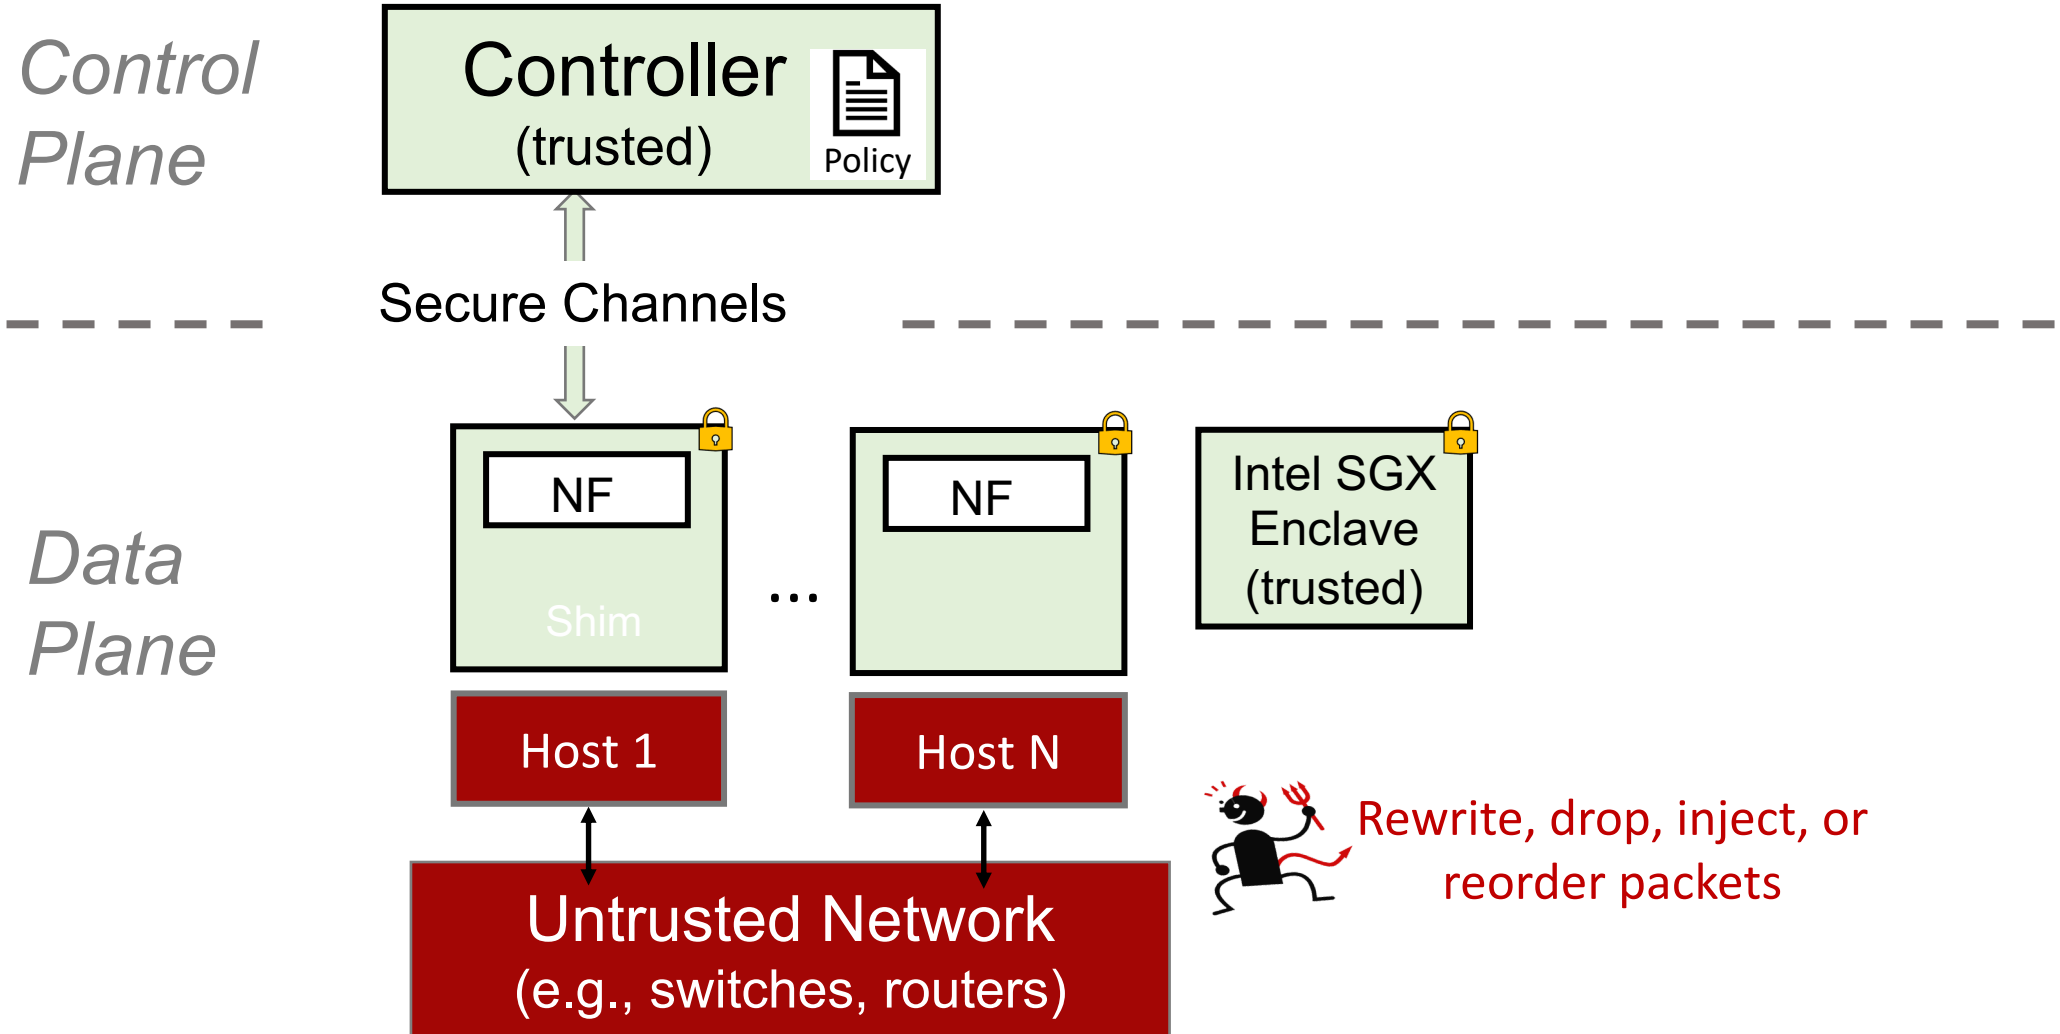 Control
Plane
Controller
(trusted)
Policy
Secure Channels
Data
Plane
NF
Shim
...
NF
Intel SGX
Enclave
(trusted)
Host 1
Host N
Rewrite, drop, inject, or
reorder packets
Untrusted Network
(e.g., switches, routers)